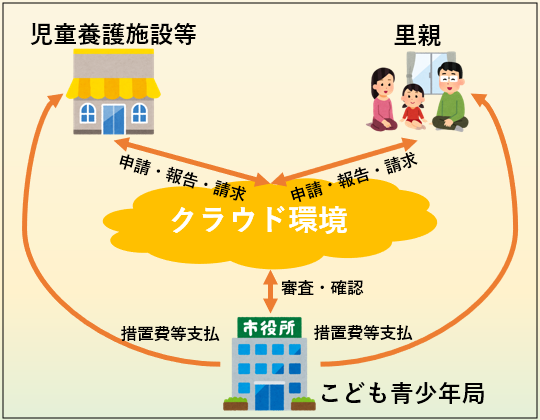 児童養護施設等
里親
申請・報告・請求
申請・報告・請求
クラウド環境
審査・確認
市役所
措置費等支払
措置費等支払
こども青少年局